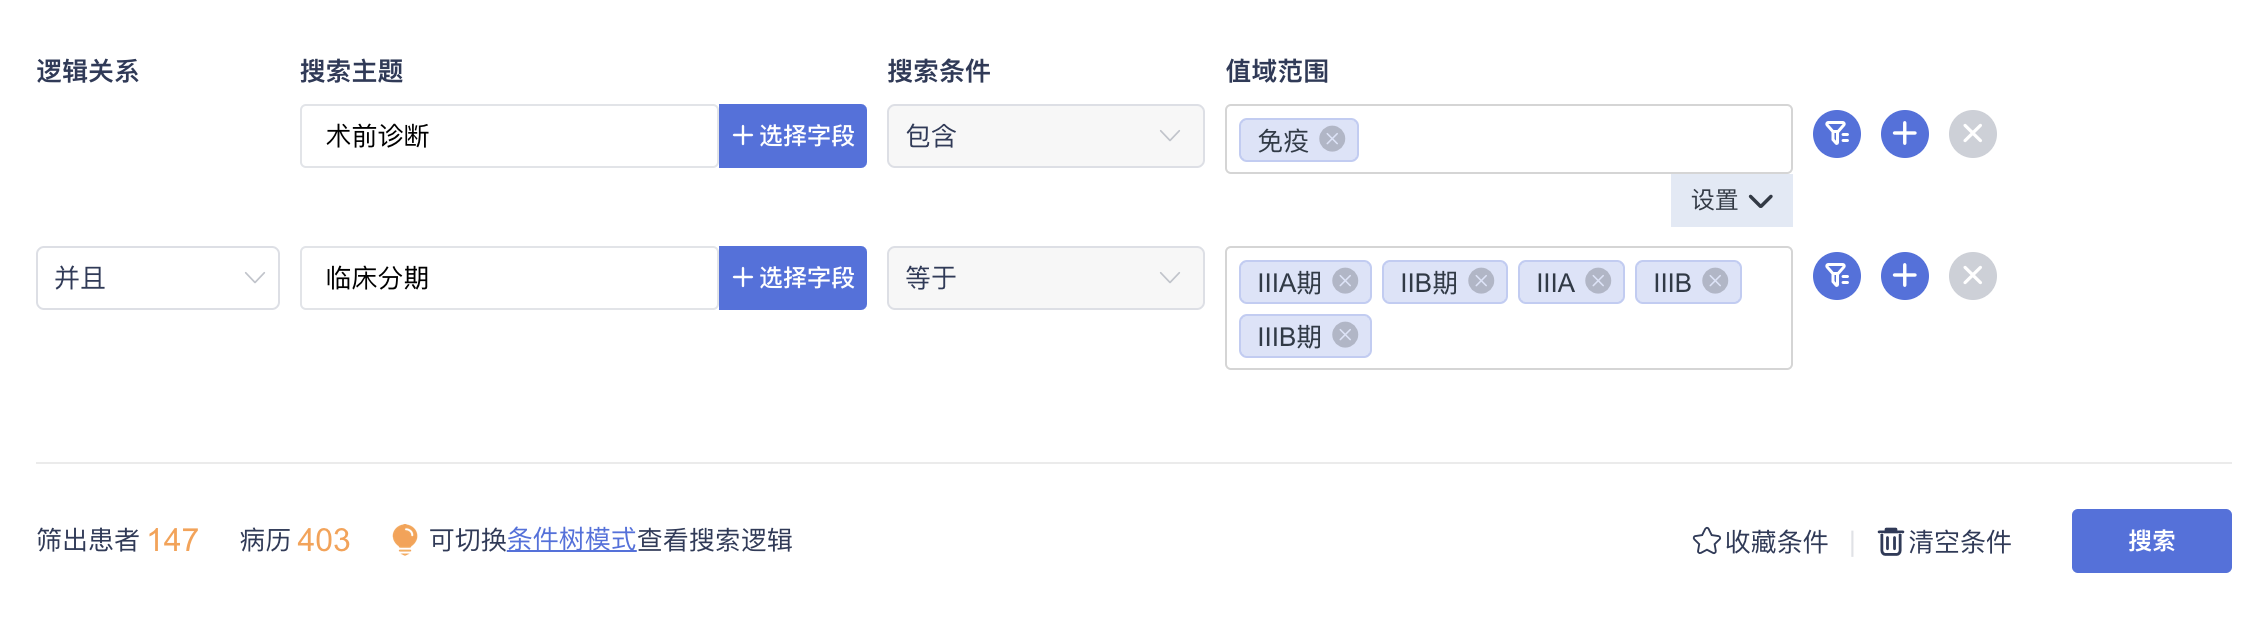 逻辑关系 搜索主题 搜索条件 值域范围
术前诊断 选择字段 包含 免疫
设置
并且 临床分期 选择字段 等于 IIIA期 IIB期 IIIA IIIB
IIIB期
筛出患者 147 病历 403 可切换条件树模式查看搜索逻辑 收藏条件 清空条件 搜索